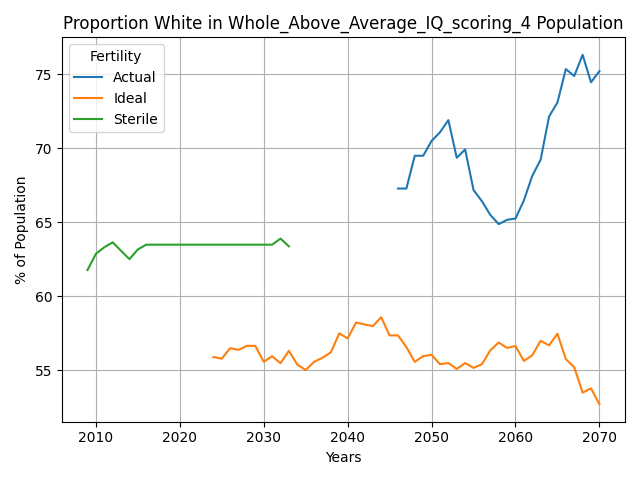 Proportion White in Whole_Above_Average_IQ_scoring_4 Population
Fertility
Actual
Ideal
Sterile
75
70
65
60
55
% of Population
2010
2020
2030
2040
2050
2060
2070
Years